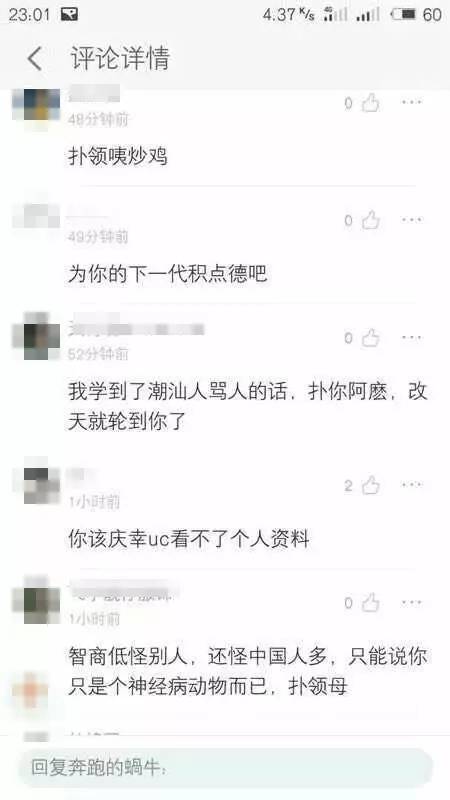 23:01
4.37 K/s
4G
60
评论详情
0
48分钟前
扑领咦炒鸡
0
49分钟前
为你的下一代积点德吧
0
52分钟前
我学到了潮汕人骂人的话，扑你阿麽，改
天就轮到你了
2
1小时前
你该庆幸uc看不了个人资料
0
1小时前
智商低怪别人，还怪中国人多，只能说你
只是个神经病动物而已，扑领母
回复奔跑的蜗牛: